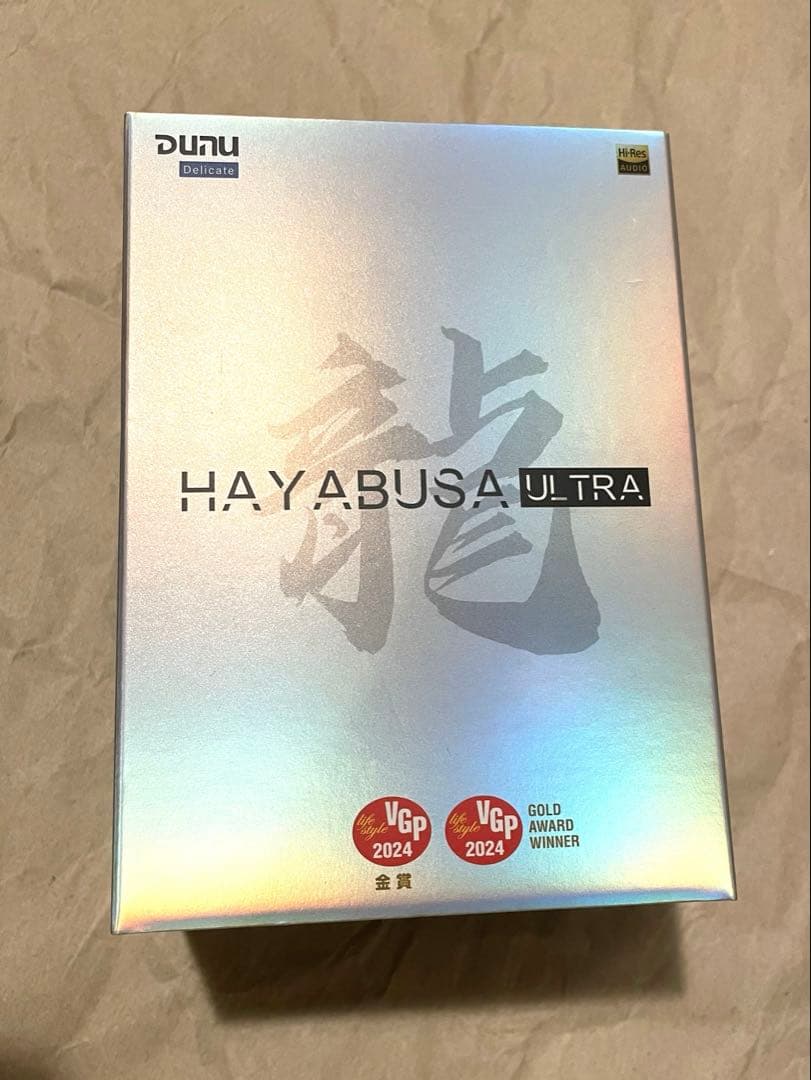 DUNU
Delicate
Hi-Res
AUDIO
龍
HAYABUSA ULTRA
life style VGP 2024
金賞
life style VGP 2024
GOLD
AWARD
WINNER